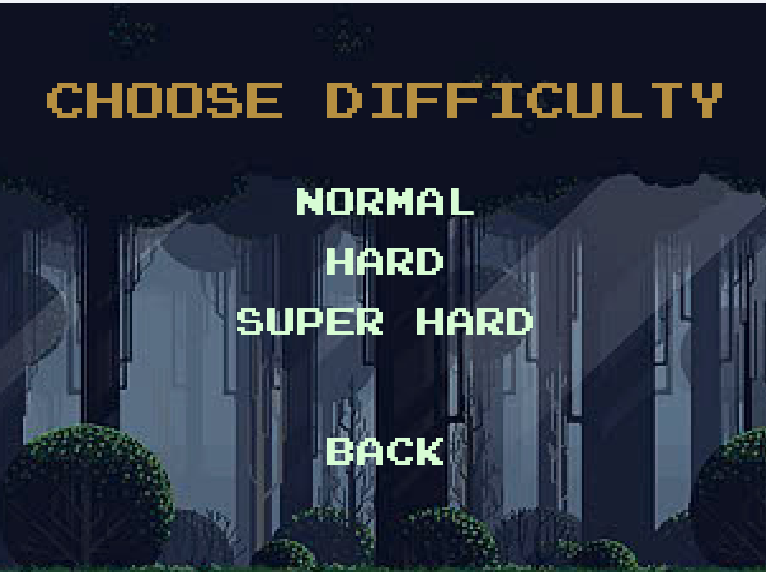 CHOOSE DIFFICULTY
NORMAL
HARD
SUPER HARD
BACK